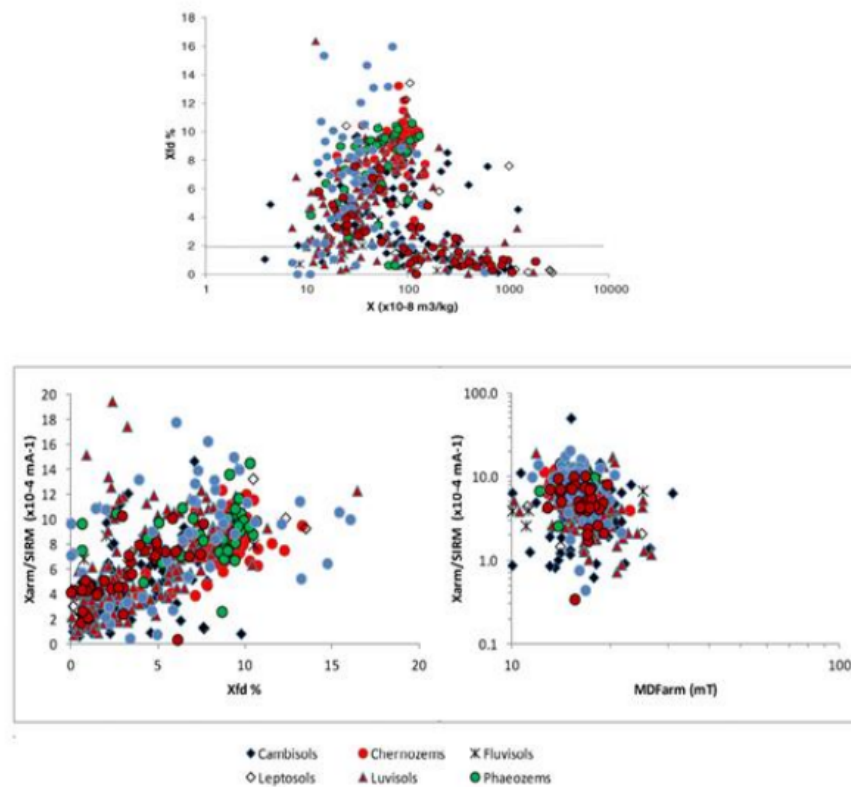 18
16
14
12
10
8
6
4
2
0
Xfd %
1 10 100 1000 10000
X (x10-8 m3/kg)
20
18
16
14
12
10
8
6
4
2
0
Xarm/SIRM (x10-4 mA-1)
0 5 10 15 20
Xfd %
100.0
10.0
1.0
0.1
Xarm/SIRM (x10-4 mA-1)
10 100
MDFarm (mT)
Cambisols Chernozems Fluvisols
Leptosols Luvisols Phaeozems